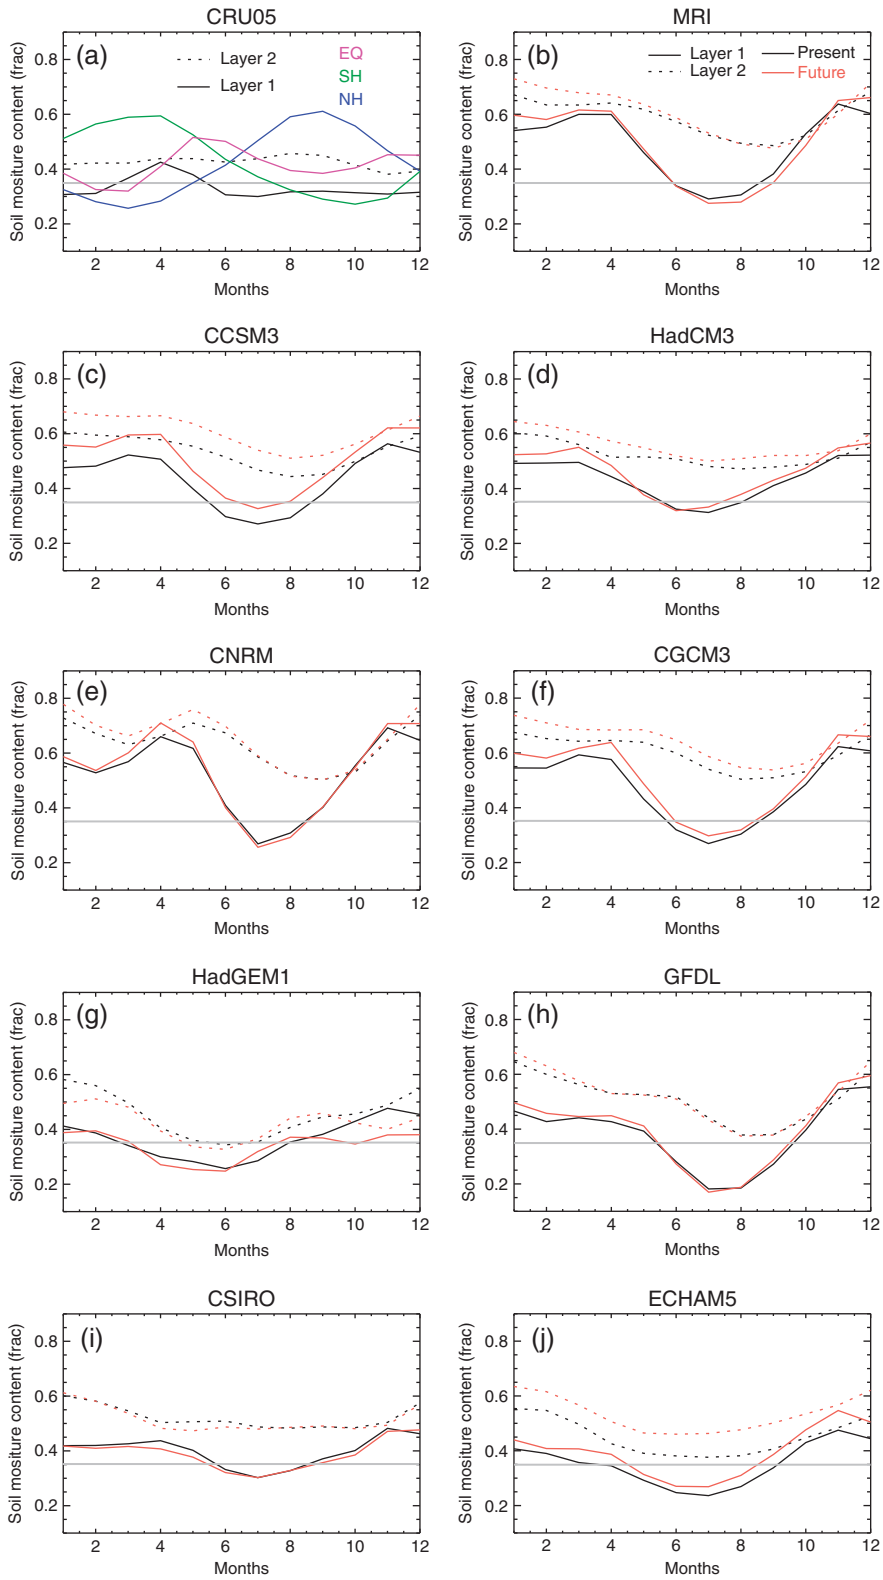 CRU05
(a)
Layer 2
Layer 1
EQ
SH
NH
Soil mositure content (frac)
0.8
0.6
0.4
0.2
2 4 6 8 10 12
Months
MRI
(b)
Layer 1
Layer 2
Present
Future
Soil mositure content (frac)
0.8
0.6
0.4
0.2
2 4 6 8 10 12
Months
CCSM3
(c)
Soil mositure content (frac)
0.8
0.6
0.4
0.2
2 4 6 8 10 12
Months
HadCM3
(d)
Soil mositure content (frac)
0.8
0.6
0.4
0.2
2 4 6 8 10 12
Months
CNRM
(e)
Soil mositure content (frac)
0.8
0.6
0.4
0.2
2 4 6 8 10 12
Months
CGCM3
(f)
Soil mositure content (frac)
0.8
0.6
0.4
0.2
2 4 6 8 10 12
Months
HadGEM1
(g)
Soil mositure content (frac)
0.8
0.6
0.4
0.2
2 4 6 8 10 12
Months
GFDL
(h)
Soil mositure content (frac)
0.8
0.6
0.4
0.2
2 4 6 8 10 12
Months
CSIRO
(i)
Soil mositure content (frac)
0.8
0.6
0.4
0.2
2 4 6 8 10 12
Months
ECHAM5
(j)
Soil mositure content (frac)
0.8
0.6
0.4
0.2
2 4 6 8 10 12
Months